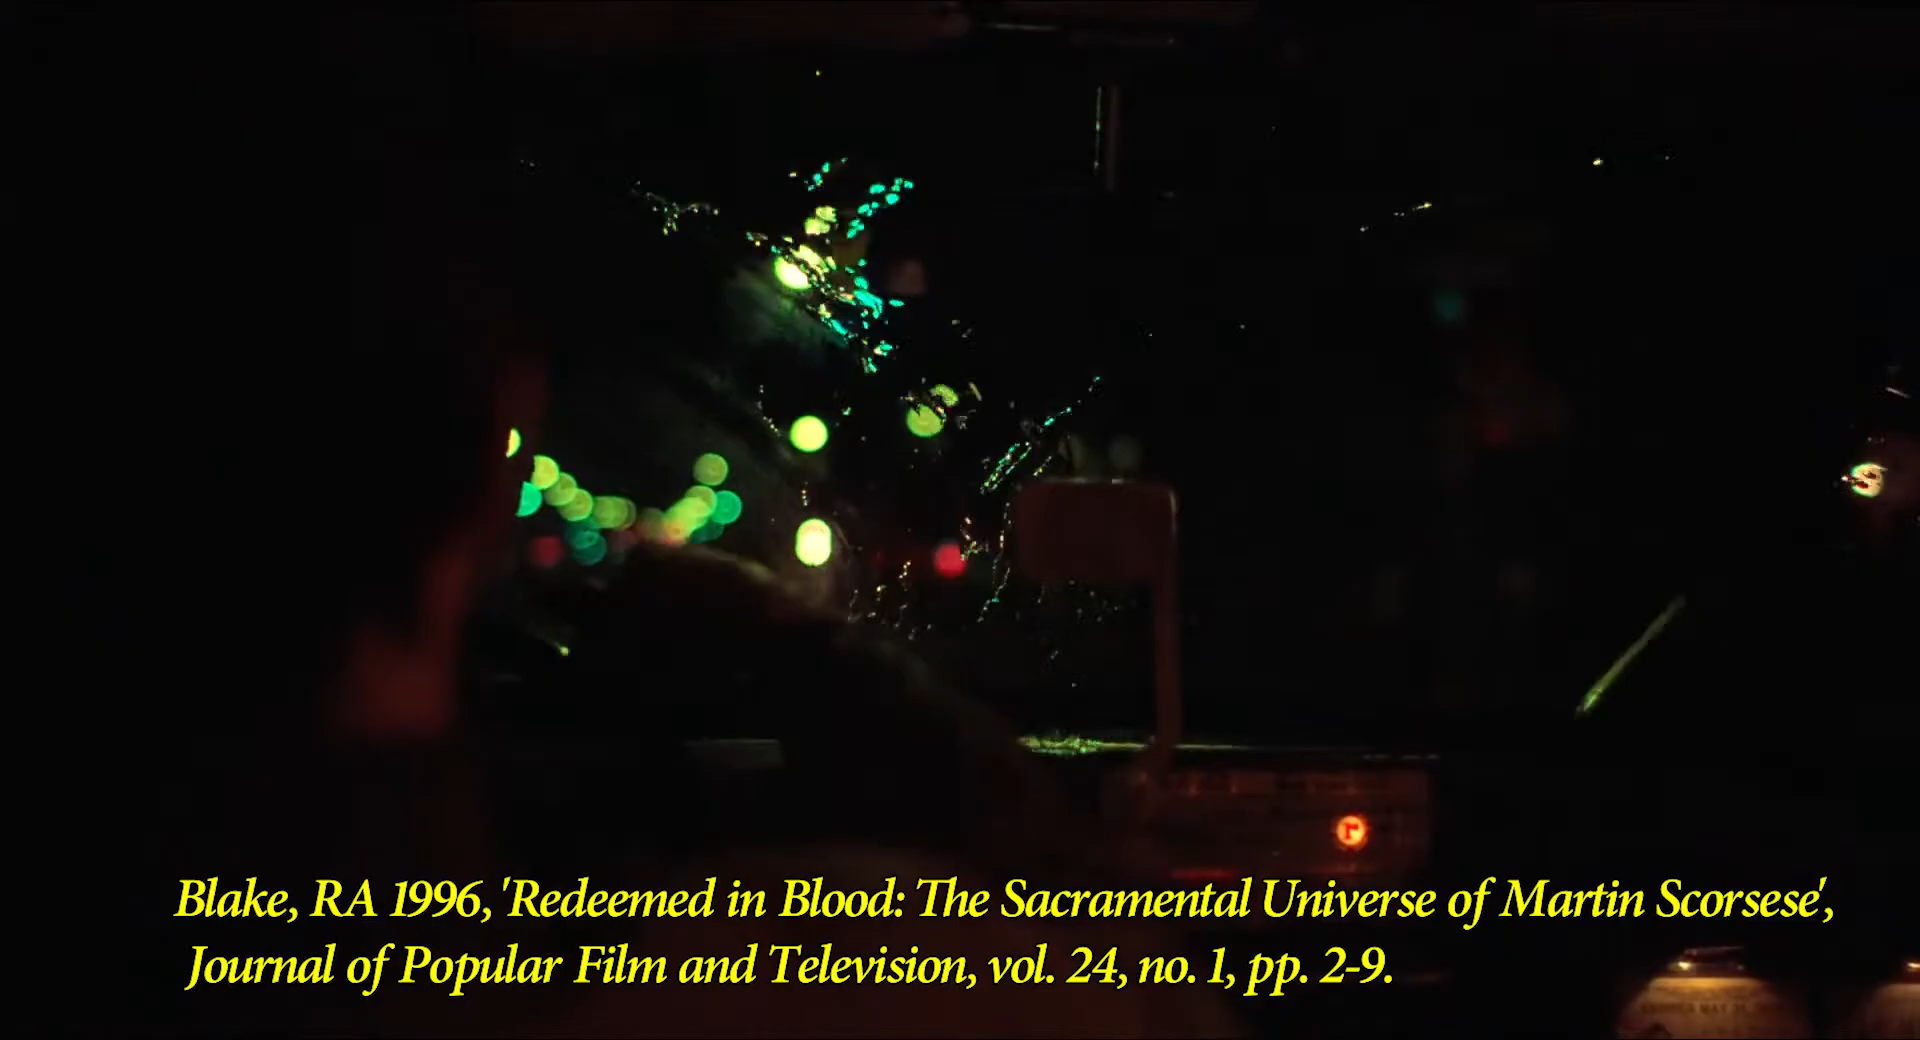 Blake, RA 1996, 'Redeemed in Blood: The Sacramental Universe of Martin Scorsese',
Journal of Popular Film and Television, vol. 24, no. 1, pp. 2-9.